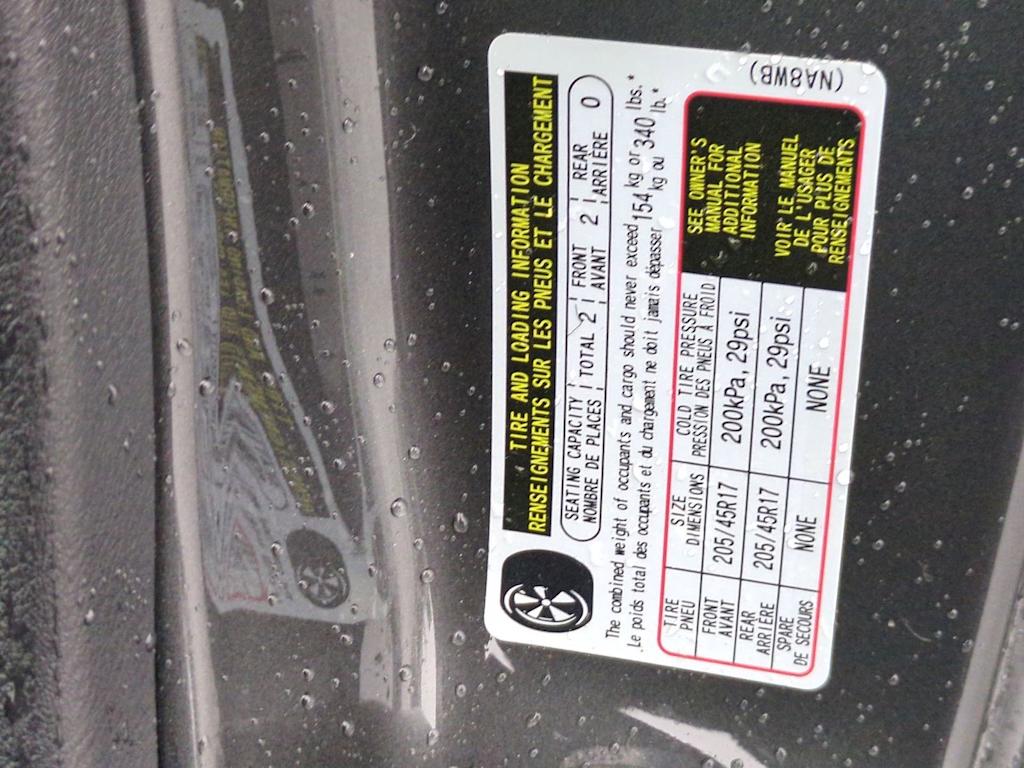 TIRE AND LOADING INFORMATION
RENSEIGNEMENTS SUR LES PNEUS ET LE CHARGEMENT
SEATING CAPACITY TOTAL 2 FRONT 2 REAR 0
NOMBRE DE PLACES AVANT ARRIÈRE
The combined weight of occupants and cargo should never exceed 154 kg or 340 lbs.*
Le poids total des occupants et du chargement ne doit jamais dépasser 154 kg ou 340 lb.*
TIRE SIZE COLD TIRE PRESSURE
PNEU DIMENSIONS PRESSION DES PNEUS À FROID
FRONT
AVANT 205/45R17 200kPa, 29psi
REAR
ARRIERE 205/45R17 200kPa, 29psi
SPARE
DE SECOURS NONE NONE
SEE OWNER'S
MANUAL FOR
ADDITIONAL
INFORMATION
VOIR LE MANUEL
DE L'USAGER
POUR PLUS DE
RENSEIGNEMENTS
(NA8WB)